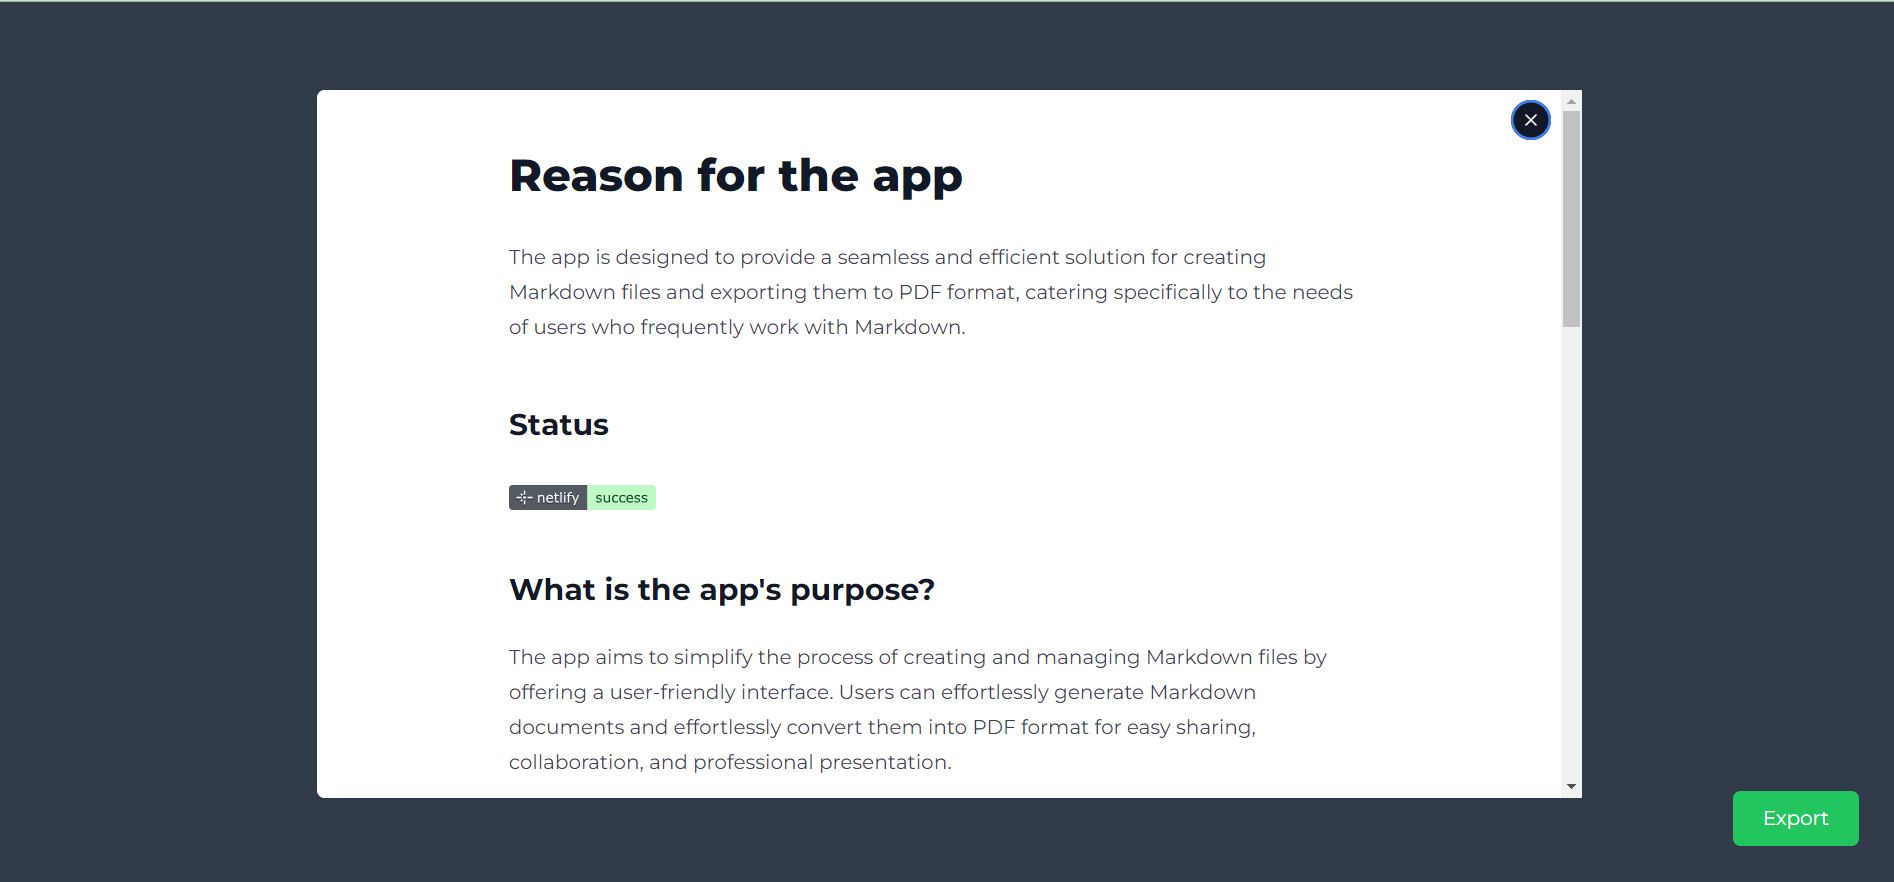 Reason for the app
The app is designed to provide a seamless and efficient solution for creating
Markdown files and exporting them to PDF format, catering specifically to the needs
of users who frequently work with Markdown.
Status
netlify success
What is the app's purpose?
The app aims to simplify the process of creating and managing Markdown files by
offering a user-friendly interface. Users can effortlessly generate Markdown
documents and effortlessly convert them into PDF format for easy sharing,
collaboration, and professional presentation.
Export